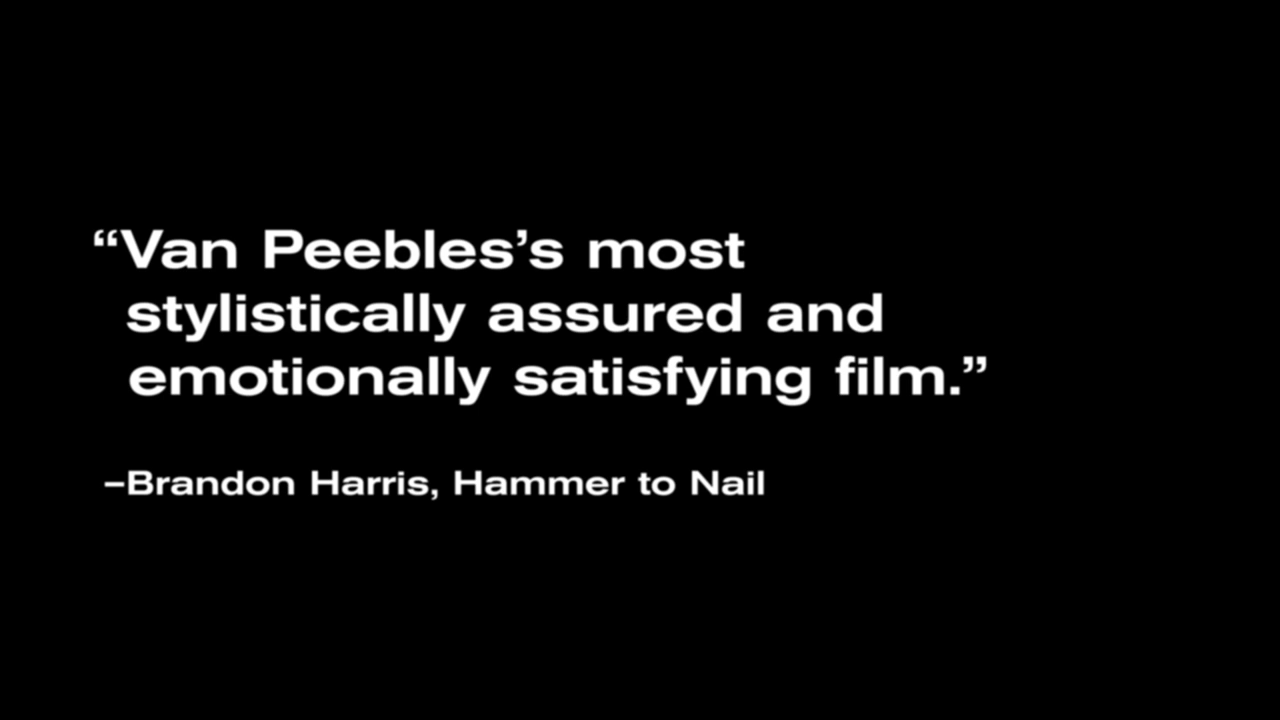 “Van Peebles’s most
stylistically assured and
emotionally satisfying film.”
–Brandon Harris, Hammer to Nail